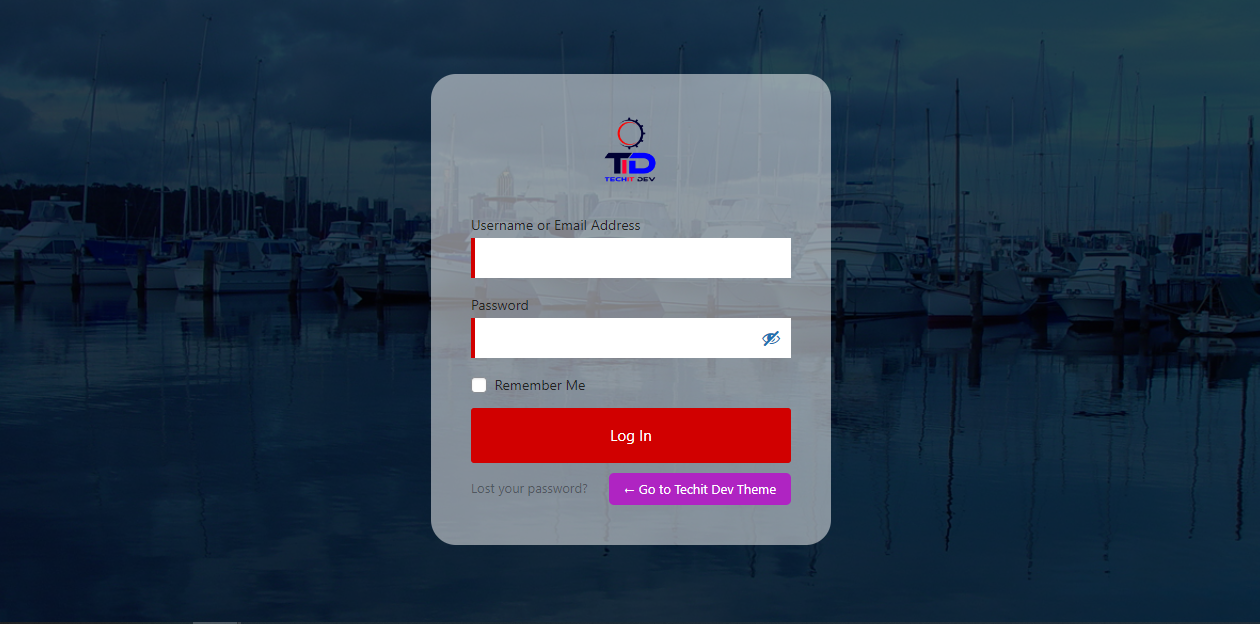 TID
TECHIT DEV
Username or Email Address
Password
Remember Me
Log In
Lost your password?
← Go to Techit Dev Theme